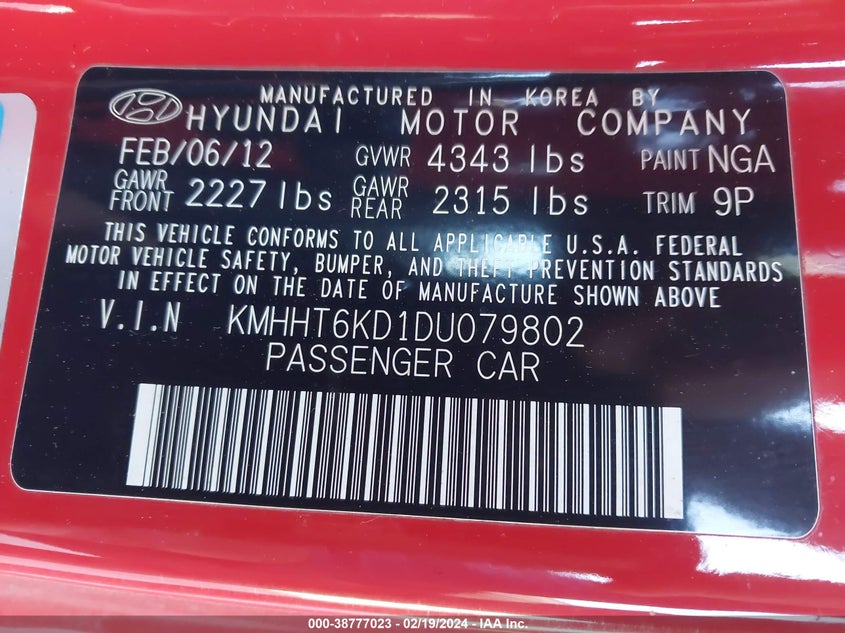 MANUFACTURED IN KOREA BY
HYUNDAI MOTOR COMPANY
FEB/06/12 GVWR 4343 lbs PAINT NGA
GAWR FRONT 2227 lbs GAWR REAR 2315 lbs TRIM 9P
THIS VEHICLE CONFORMS TO ALL APPLICABLE U.S.A. FEDERAL
MOTOR VEHICLE SAFETY, BUMPER, AND THEFT PREVENTION STANDARDS
IN EFFECT ON THE DATE OF MANUFACTURE SHOWN ABOVE
V.I.N KMHHT6KD1DU079802
PASSENGER CAR
000-38777023 - 02/19/2024 - IAA Inc.